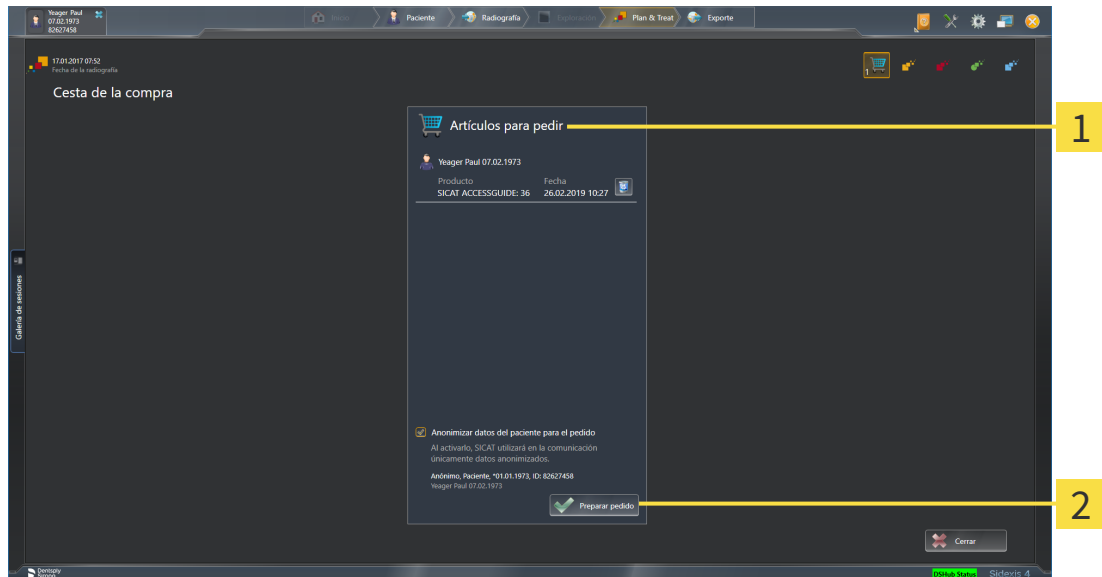 Yeager Paul
07.02.1973
82627458
Inicio
Paciente
Radiografía
Exploración
Plan & Treat
Exporte
17.01.2017 07:52
Fecha de la radiografía
1
Cesta de la compra
Artículos para pedir
1
Yeager Paul 07.02.1973
Producto Fecha
SICAT ACCESSGUIDE: 36 26.02.2019 10:27
Galería de sesiones
Anonimizar datos del paciente para el pedido
Al activarlo, SICAT utilizará en la comunicación
únicamente datos anonimizados.
Anónimo, Paciente, *01.01.1973, ID: 82627458
Yeager Paul 07.02.1973
Preparar pedido
2
Cerrar
Dentsply
Sirona
DSHub Status
Sidexis 4